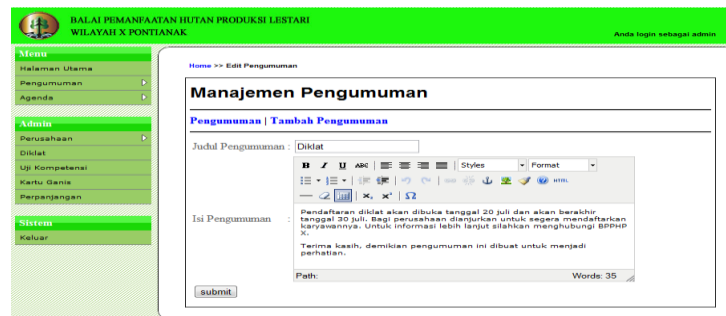 BALAI PEMANFAATAN HUTAN PRODUKSI LESTARI
WILAYAH X PONTIANAK
Anda login sebagai admin
Menu
Halaman Utama
Pengumuman
Agenda
Admin
Perusahaan
Diklat
Uji Kompetensi
Kartu Ganis
Perpanjangan
Sistem
Keluar
Home >> Edit Pengumuman
Manajemen Pengumuman
Pengumuman | Tambah Pengumuman
Judul Pengumuman : Diklat
B I U ABC Styles Format
HTML
x, x² Ω
Isi Pengumuman :
Pendaftaran diklat akan dibuka tanggal 20 juli dan akan berakhir
tanggal 30 juli. Bagi perusahaan dianjurkan untuk segera mendaftarkan
karyawannya. Untuk informasi lebih lanjut silahkan menghubungi BPPHP
X.
Terima kasih, demikian pengumuman ini dibuat untuk menjadi
perhatian.
Path: Words: 35
submit